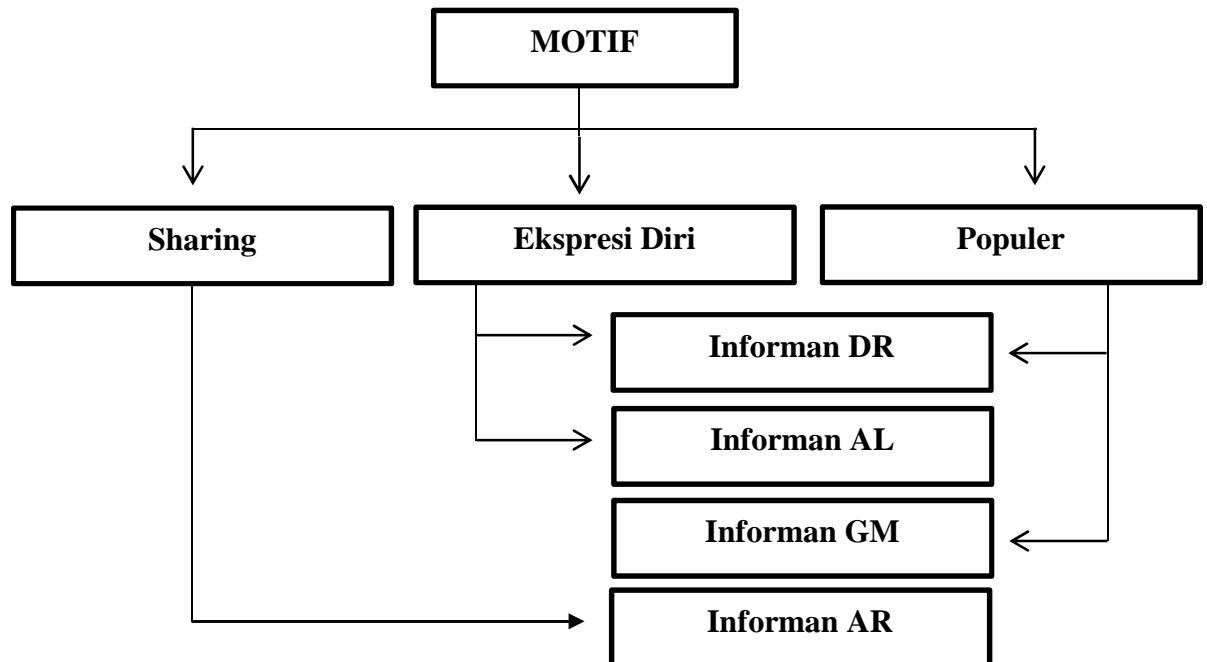 MOTIF
Sharing
Ekspresi Diri
Populer
Informan DR
Informan AL
Informan GM
Informan AR